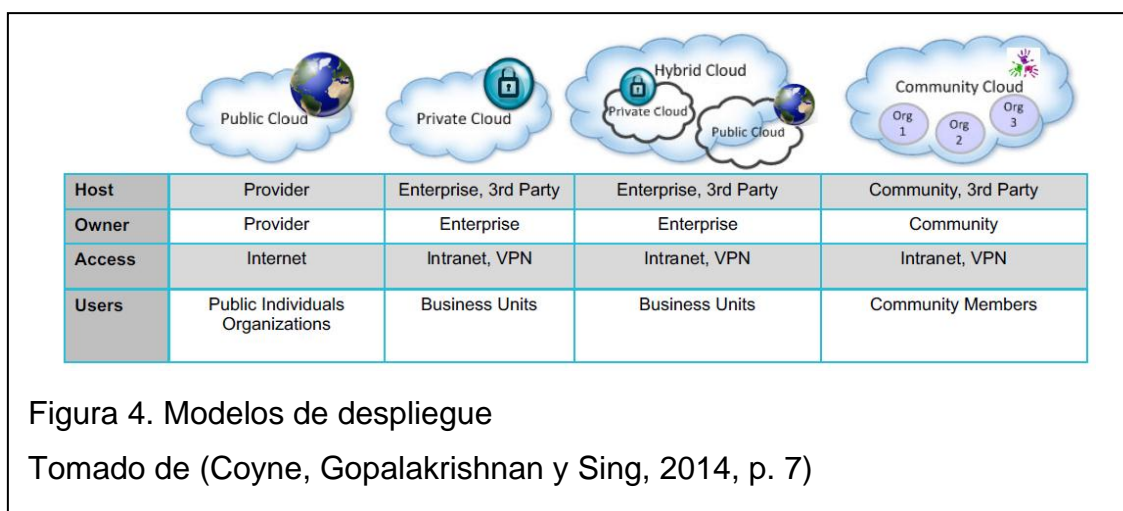 Public Cloud
Private Cloud
Hybrid Cloud
Private Cloud
Public Cloud
Community Cloud
Org
1
Org
2
Org
3
Host Provider Enterprise, 3rd Party Enterprise, 3rd Party Community, 3rd Party
Owner Provider Enterprise Enterprise Community
Access Internet Intranet, VPN Intranet, VPN Intranet, VPN
Users Public Individuals Business Units Business Units Community Members
Organizations
Figura 4. Modelos de despliegue
Tomado de (Coyne, Gopalakrishnan y Sing, 2014, p. 7)